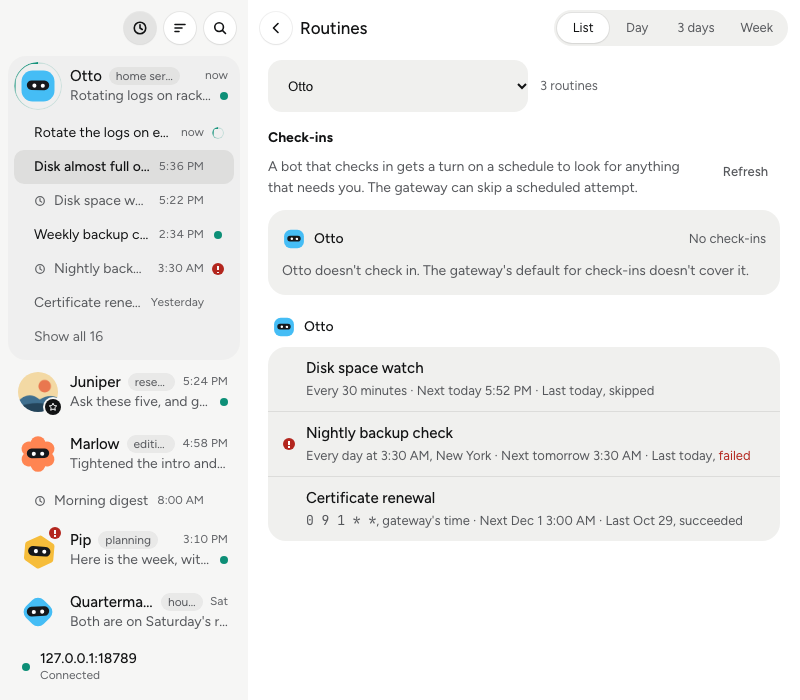 Otto home ser... now
Rotating logs on rack...
Rotate the logs on e... now
Disk almost full o... 5:36 PM
Disk space w... 5:22 PM
Weekly backup c... 2:34 PM
Nightly back... 3:30 AM
Certificate rene... Yesterday
Show all 16
Juniper rese... 5:24 PM
Ask these five, and g...
Marlow editi... 4:58 PM
Tightened the intro and...
Morning digest 8:00 AM
Pip planning 3:10 PM
Here is the week, wit...
Quarterma... hou... Sat
Both are on Saturday's r...
127.0.0.1:18789
Connected
Routines
List Day 3 days Week
Otto 3 routines
Check-ins
A bot that checks in gets a turn on a schedule to look for anything
that needs you. The gateway can skip a scheduled attempt.
Refresh
Otto No check-ins
Otto doesn't check in. The gateway's default for check-ins doesn't cover it.
Otto
Disk space watch
Every 30 minutes · Next today 5:52 PM · Last today, skipped
Nightly backup check
Every day at 3:30 AM, New York · Next tomorrow 3:30 AM · Last today, failed
Certificate renewal
0 9 1 * *, gateway's time · Next Dec 1 3:00 AM · Last Oct 29, succeeded